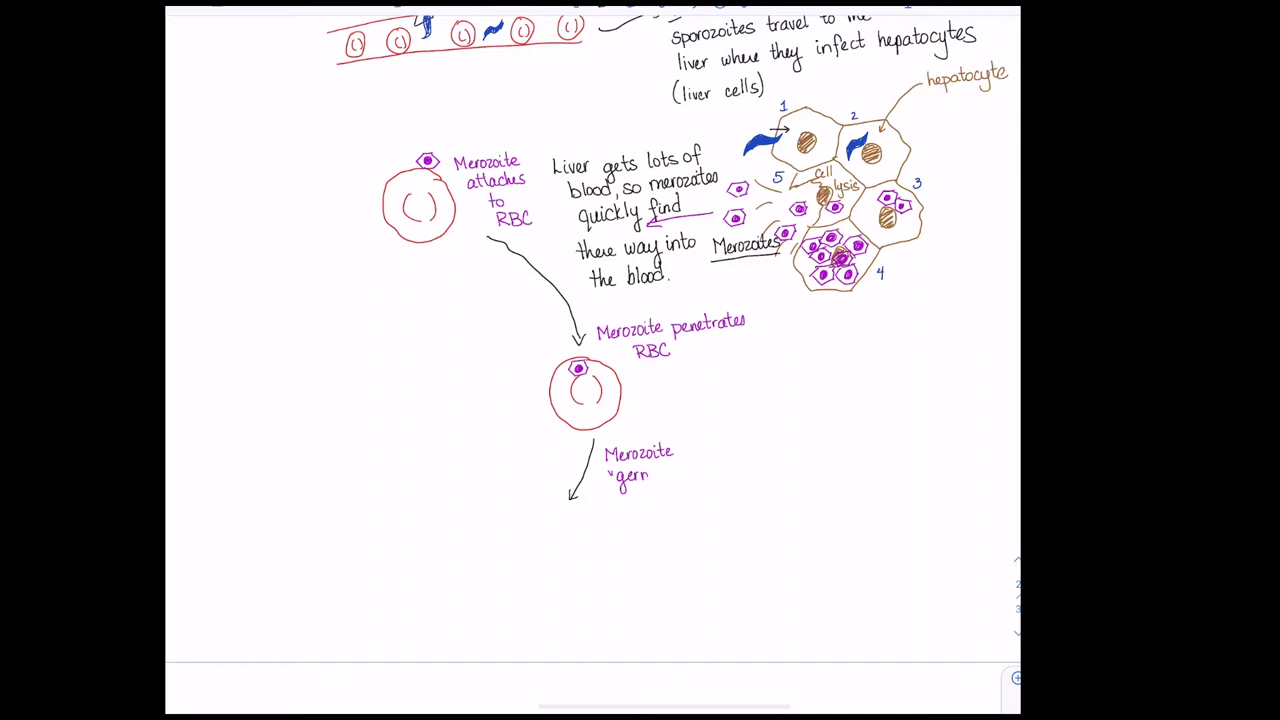 sporozoites travel to the
liver where they infect hepatocytes
(liver cells)
hepatocyte
1
2
3
4
5
cell
lysis
Merozoites
Liver gets lots of
blood, so merozoites
quickly find
there way into
the blood.
Merozoite
attaches
to
RBC
Merozoite penetrates
RBC
Merozoite
"germ